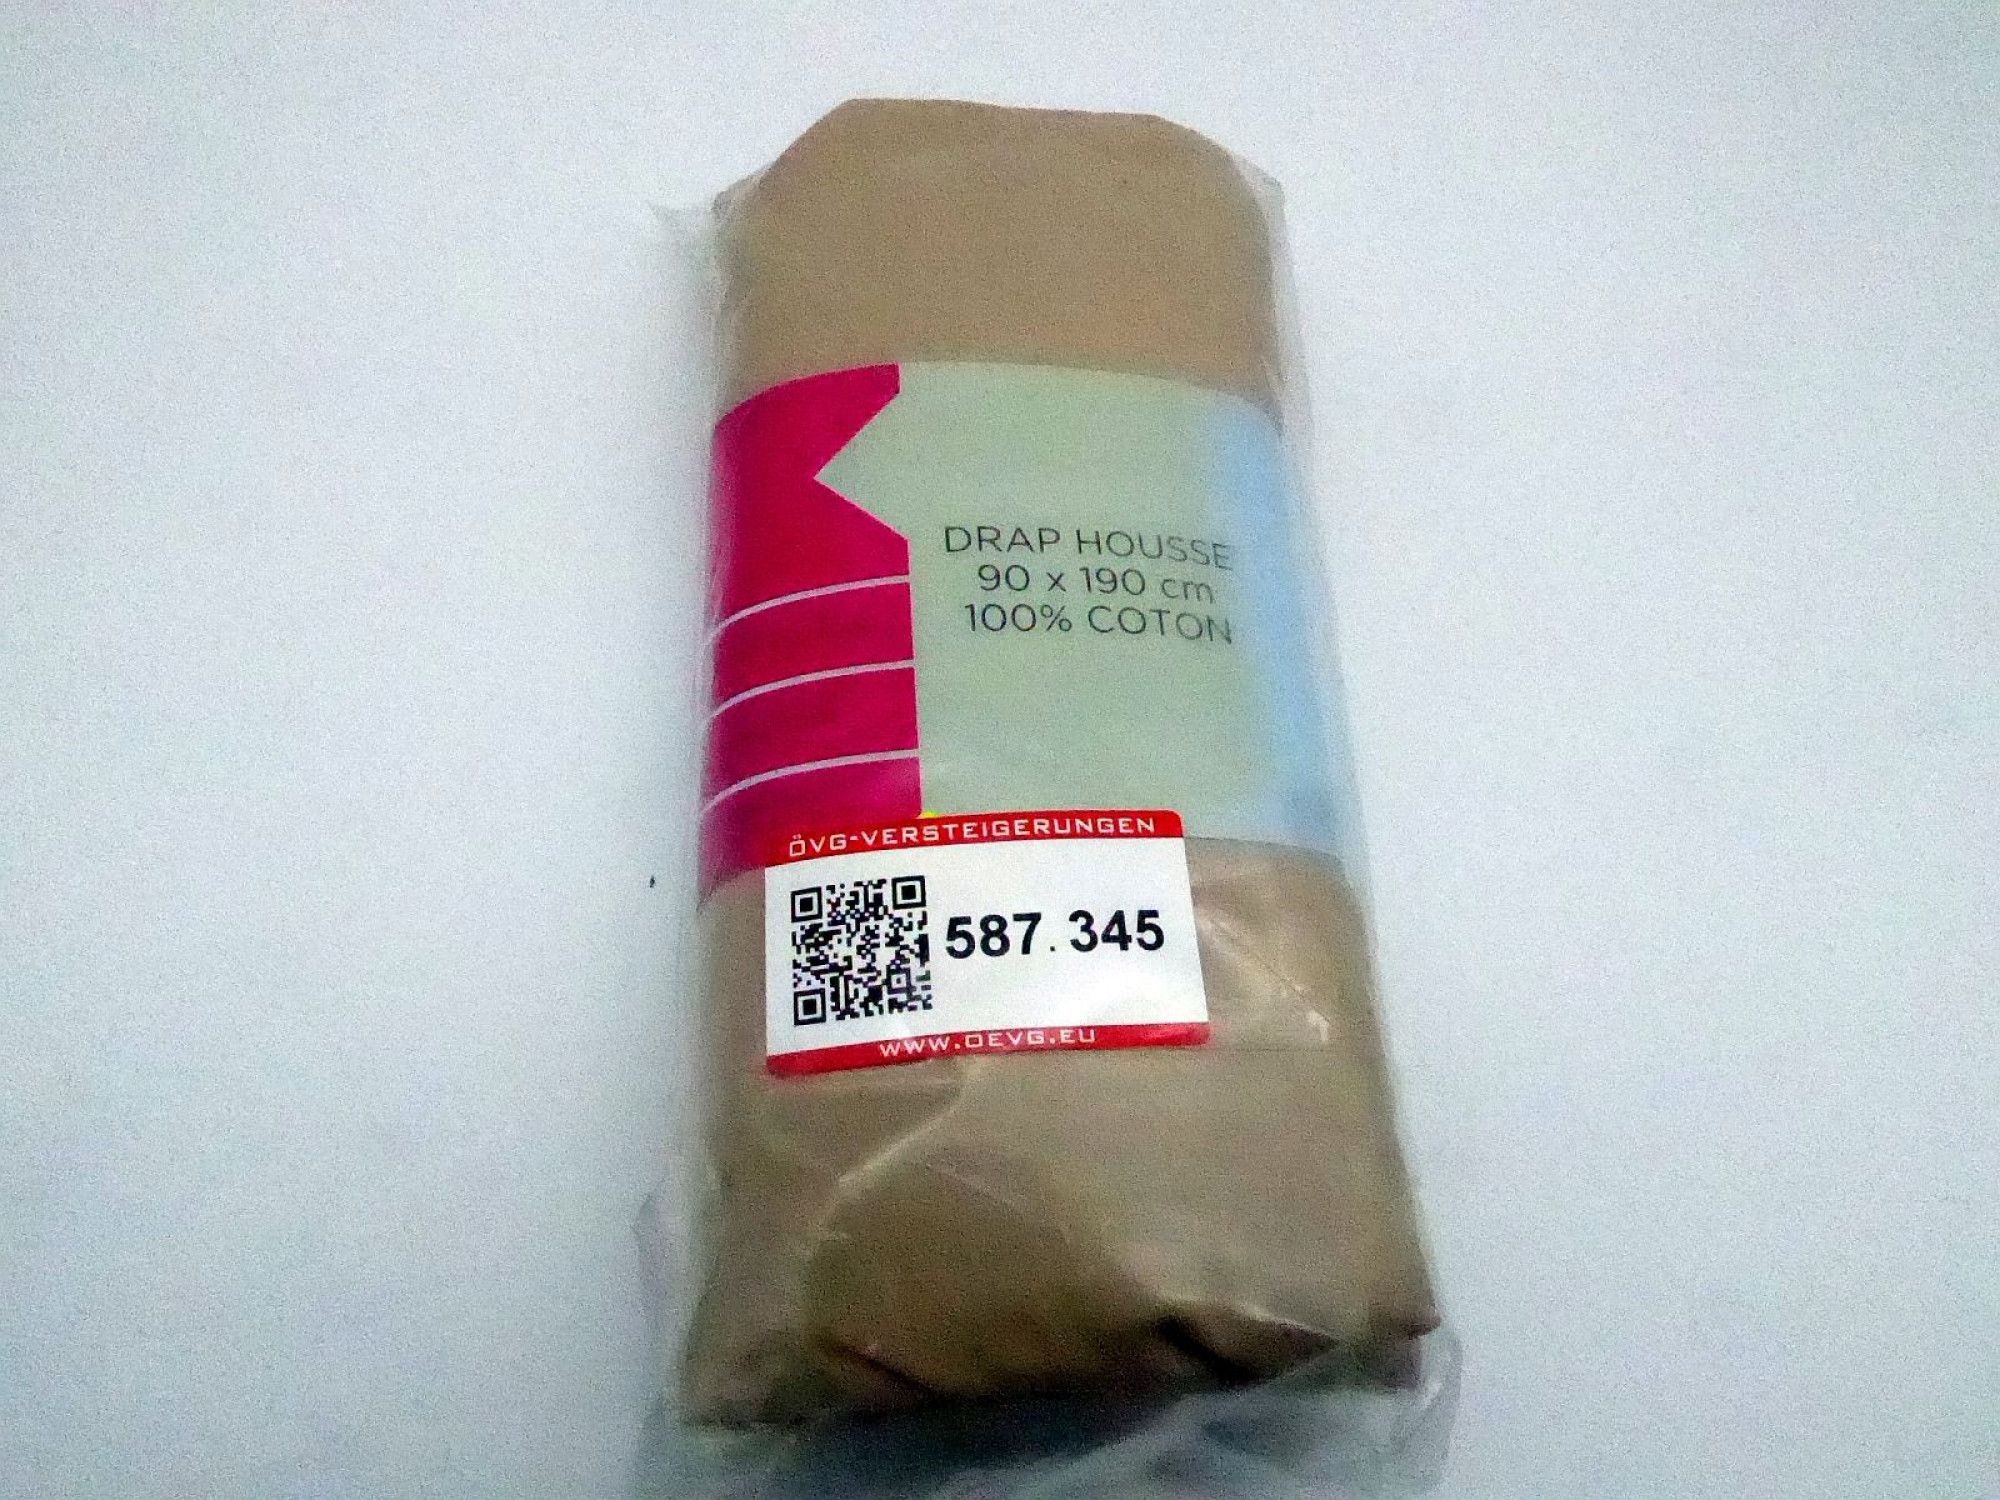 DRAP HOUSSE
90 x 190 cm
100% COTON
ÖVG-VERSTEIGERUNGEN
587.345
WWW.OEVG.EU